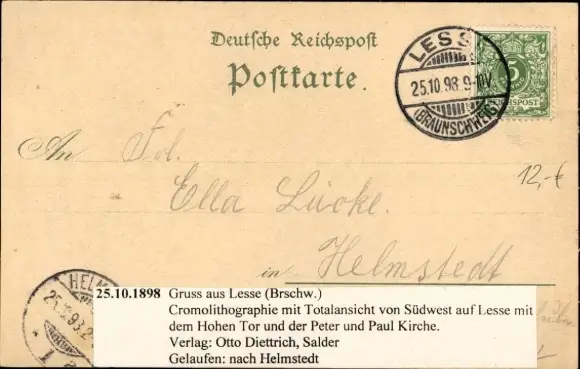 Deutsche Reichspost
Postkarte.
LESSE
25.10.98. 9-10V.
(BRAUNSCHWEIG)
5
REICHSPOST
12,-€
An Frl.
Ella Lücke.
in Helmstedt
HELM
25.10.1898 Gruss aus Lesse (Brschw.)
Cromolithographie mit Totalansicht von Südwest auf Lesse mit
dem Hohen Tor und der Peter und Paul Kirche.
Verlag: Otto Diettrich, Salder
Gelaufen: nach Helmstedt